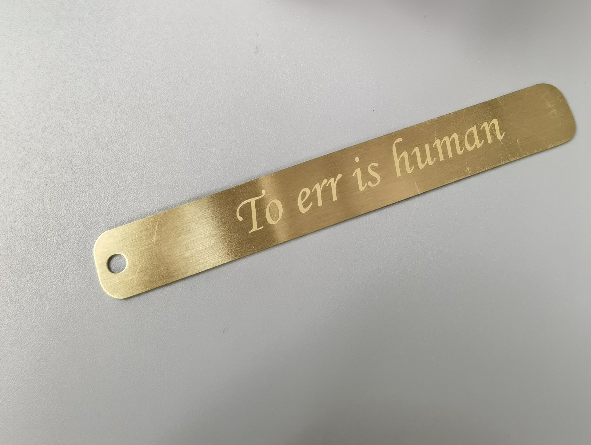 To err is human